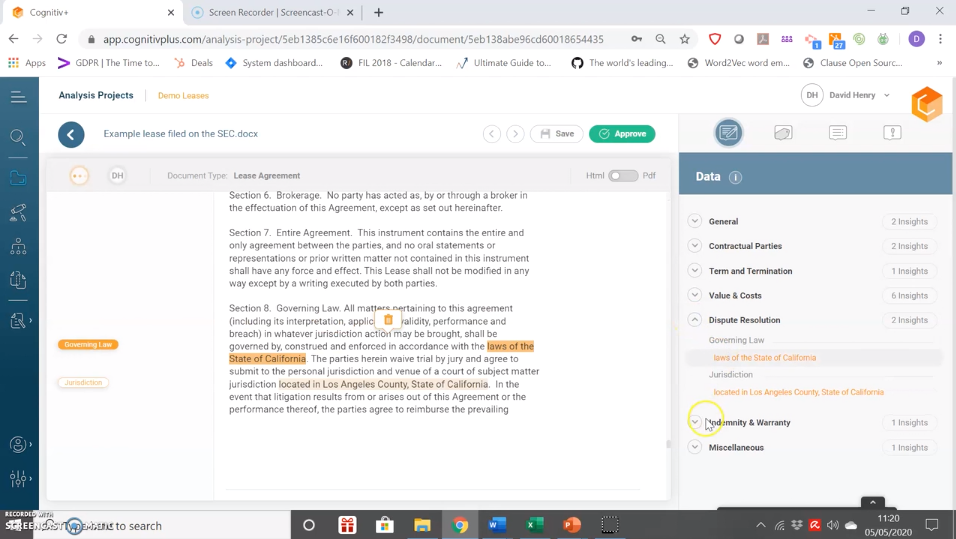 Cognitiv+
Screen Recorder | Screencast-O-
app.cognitivplus.com/analysis-project/5eb1385c6e16f600182f3498/document/5eb138abe96cd60018654435
1
27
D
Apps
GDPR | The Time to...
Deals
System dashboard...
FIL 2018 - Calendar...
Ultimate Guide to...
The world's leading...
Word2Vec word em...
Clause Open Sourc...
»
Analysis Projects
Demo Leases
DH
David Henry
Example lease filed on the SEC.docx
Save
Approve
DH
Document Type: Lease Agreement
Html
Pdf
Section 6. Brokerage. No party has acted as, by or through a broker in
the effectuation of this Agreement, except as set out hereinafter.
Section 7. Entire Agreement. This instrument contains the entire and
only agreement between the parties, and no oral statements or
representations or prior written matter not contained in this instrument
shall have any force and effect. This Lease shall not be modified in any
way except by a writing executed by both parties.
Section 8. Governing Law. All matters pertaining to this agreement
(including its interpretation, applic validity, performance and
breach) in whatever jurisdiction action may be brought, shall be
governed by, construed and enforced in accordance with the laws of the
State of California. The parties herein waive trial by jury and agree to
submit to the personal jurisdiction and venue of a court of subject matter
jurisdiction located in Los Angeles County, State of California. In the
event that litigation results from or arises out of this Agreement or the
performance thereof, the parties agree to reimburse the prevailing
Governing Law
Jurisdiction
Data
General
2 Insights
Contractual Parties
2 Insights
Term and Termination
1 Insights
Value & Costs
6 Insights
Dispute Resolution
2 Insights
Governing Law
laws of the State of California
Jurisdiction
located in Los Angeles County, State of California
Indemnity & Warranty
1 Insights
Miscellaneous
1 Insights
RECORDED WITH
SCREENCAST
Type here to search
11:20
05/05/2020